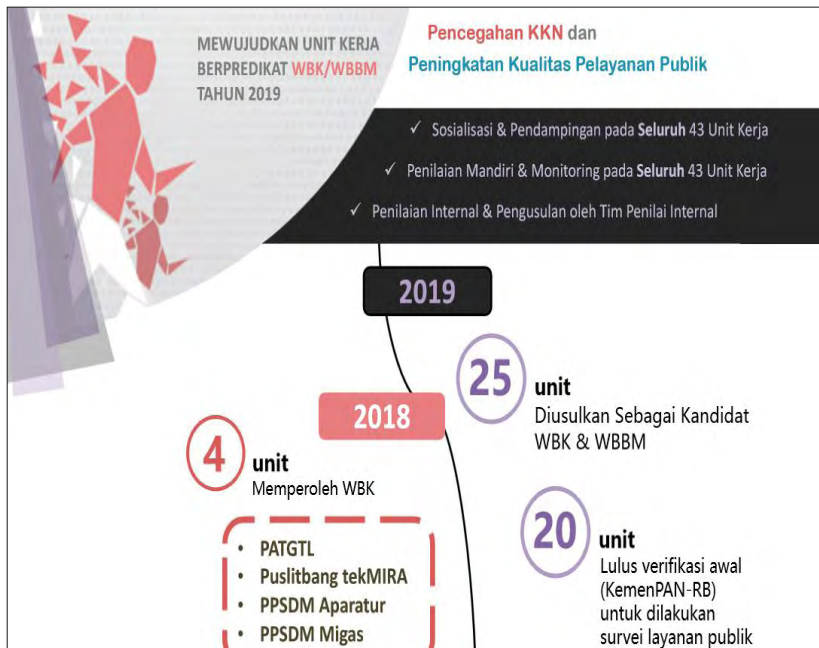 MEWUJUDKAN UNIT KERJA
BERPREDIKAT WBK/WBBM
TAHUN 2019
Pencegahan KKN dan
Peningkatan Kualitas Pelayanan Publik
✓ Sosialisasi & Pendampingan pada Seluruh 43 Unit Kerja
✓ Penilaian Mandiri & Monitoring pada Seluruh 43 Unit Kerja
✓ Penilaian Internal & Pengusulan oleh Tim Penilai Internal
2019
25 unit
Diusulkan Sebagai Kandidat
WBK & WBBM
2018
4 unit
Memperoleh WBK
• PATGTL
• Puslitbang tekMIRA
• PPSDM Aparatur
• PPSDM Migas
20 unit
Lulus verifikasi awal
(KemenPAN-RB)
untuk dilakukan
survei layanan publik